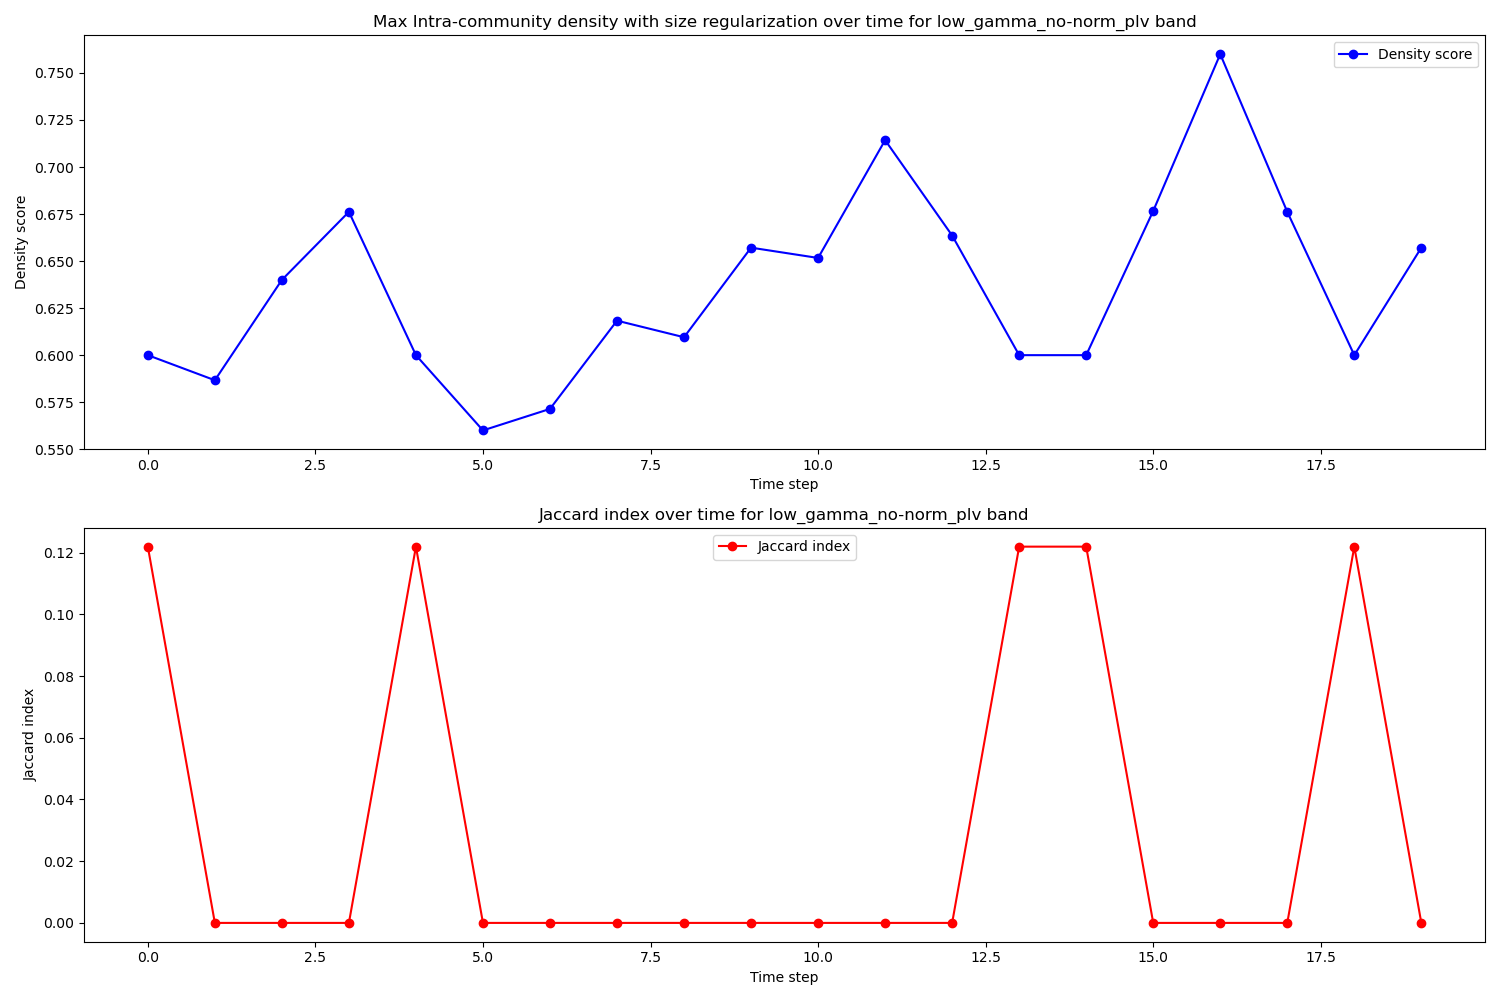 Max Intra-community density with size regularization over time for low_gamma_no-norm_plv band
Density score
0.750
0.725
0.700
0.675
0.650
0.625
0.600
0.575
0.550
Density score
0.0 2.5 5.0 7.5 10.0 12.5 15.0 17.5
Time step
Jaccard index over time for low_gamma_no-norm_plv band
Jaccard index
0.12
0.10
0.08
0.06
0.04
0.02
0.00
Jaccard index
0.0 2.5 5.0 7.5 10.0 12.5 15.0 17.5
Time step